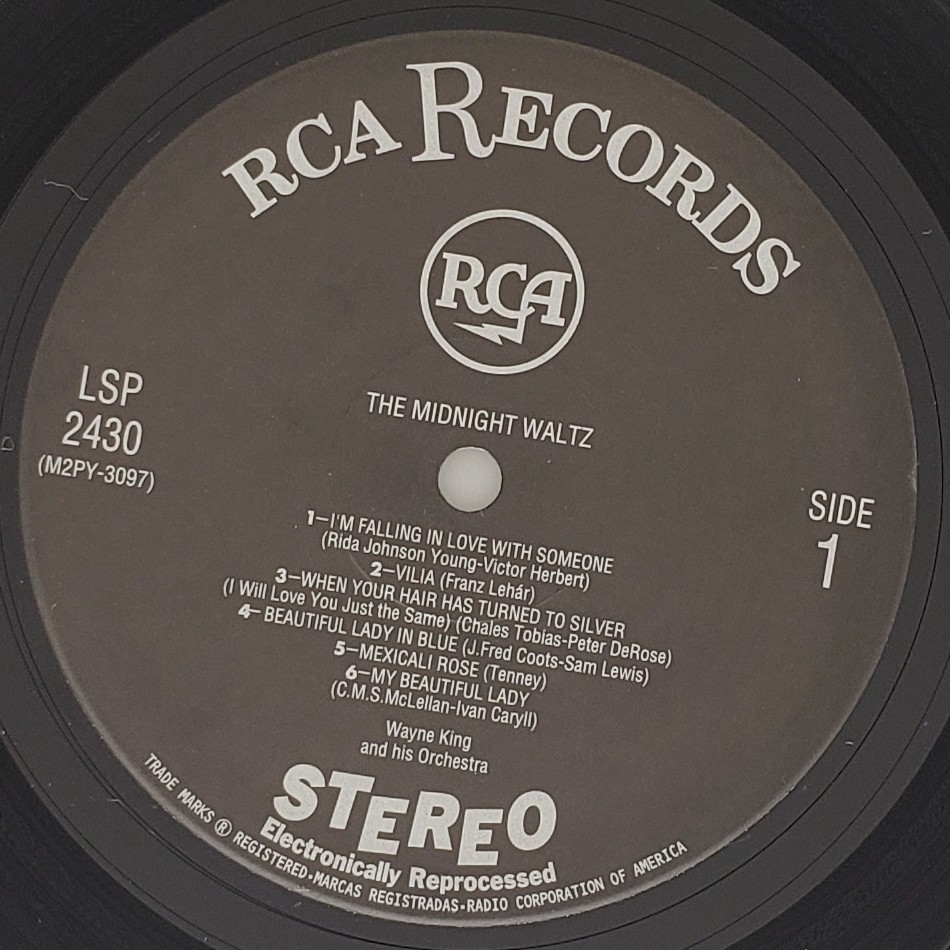 RCA RECORDS
RCA
LSP
2430
(M2PY-3097)
THE MIDNIGHT WALTZ
SIDE
1
1–I'M FALLING IN LOVE WITH SOMEONE
(Rida Johnson Young-Victor Herbert)
2–VILIA (Franz Lehár)
3–WHEN YOUR HAIR HAS TURNED TO SILVER
(I Will Love You Just the Same) (Chales Tobias-Peter DeRose)
4– BEAUTIFUL LADY IN BLUE (J.Fred Coots-Sam Lewis)
5–MEXICALI ROSE (Tenney)
6–MY BEAUTIFUL LADY
(C.M.S.McLellan-Ivan Caryll)
Wayne King
and his Orchestra
STEREO
Electronically Reprocessed
TRADE MARKS ® REGISTERED•MARCAS REGISTRADAS•RADIO CORPORATION OF AMERICA